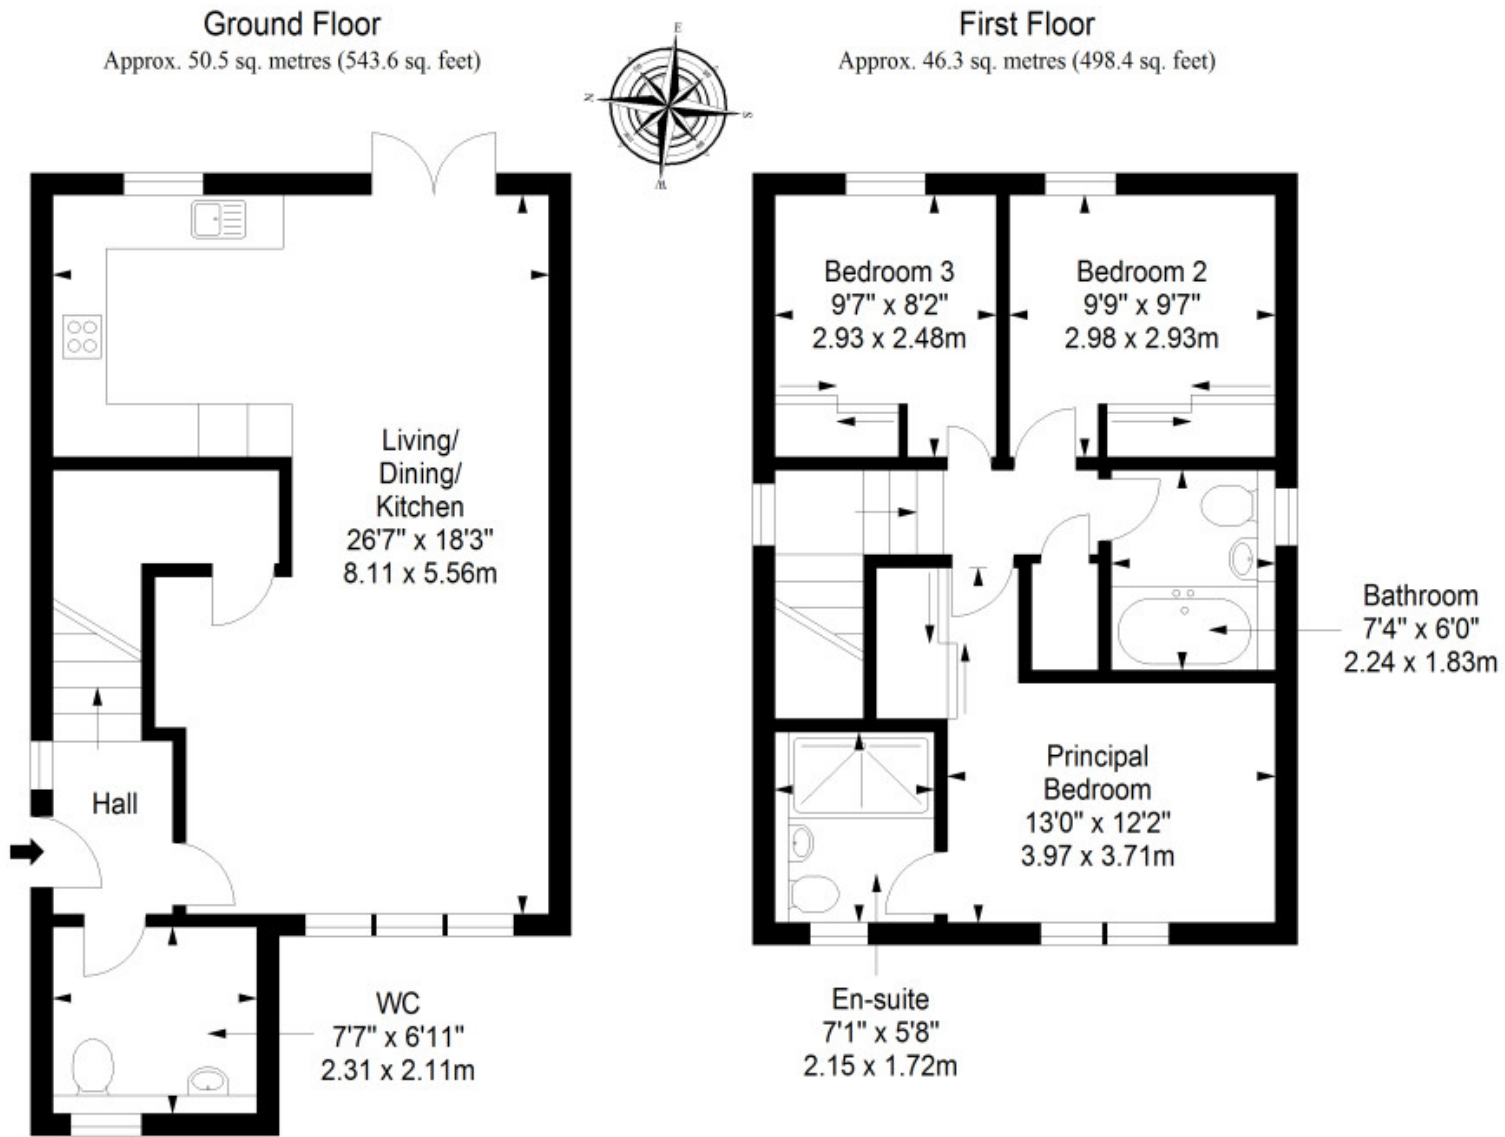 Ground Floor
Approx. 50.5 sq. metres (543.6 sq. feet)
E
N
S
W
First Floor
Approx. 46.3 sq. metres (498.4 sq. feet)
Living/
Dining/
Kitchen
26'7" x 18'3"
8.11 x 5.56m
Hall
WC
7'7" x 6'11"
2.31 x 2.11m
Bedroom 3
9'7" x 8'2"
2.93 x 2.48m
Bedroom 2
9'9" x 9'7"
2.98 x 2.93m
Bathroom
7'4" x 6'0"
2.24 x 1.83m
Principal
Bedroom
13'0" x 12'2"
3.97 x 3.71m
En-suite
7'1" x 5'8"
2.15 x 1.72m